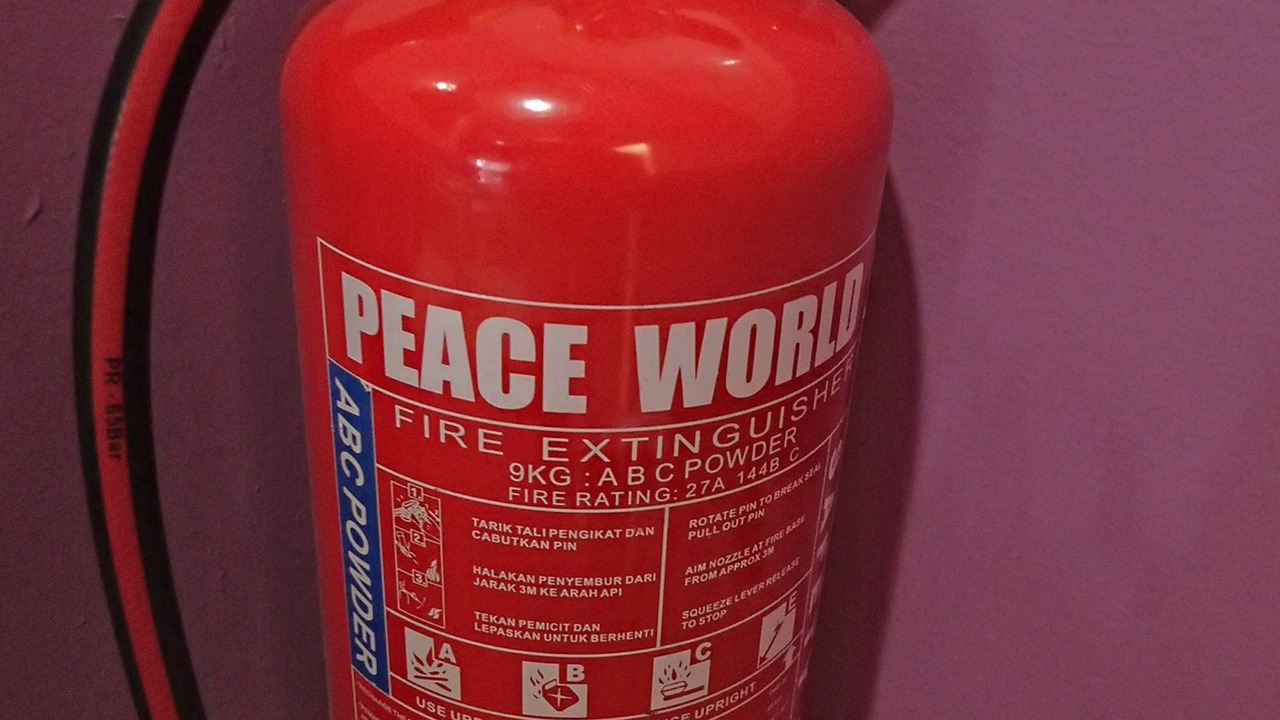 PEACE WORLD
FIRE EXTINGUISHER
9KG : ABC POWDER
FIRE RATING: 27A 144B C
ABC POWDER
PR-65Bar
1.
TARIK TALI PENGIKAT DAN
CABUTKAN PIN
2.
HALAKAN PENYEMBUR DARI
JARAK 3M KE ARAH API
3.
TEKAN PEMICIT DAN
LEPASKAN UNTUK BERHENTI
ROTATE PIN TO BREAK SEAL
PULL OUT PIN
AIM NOZZLE AT FIRE BASE
FROM APPROX 3M
SQUEEZE LEVER RELEASE
TO STOP
A
B
C
E
USE
UPRIGHT